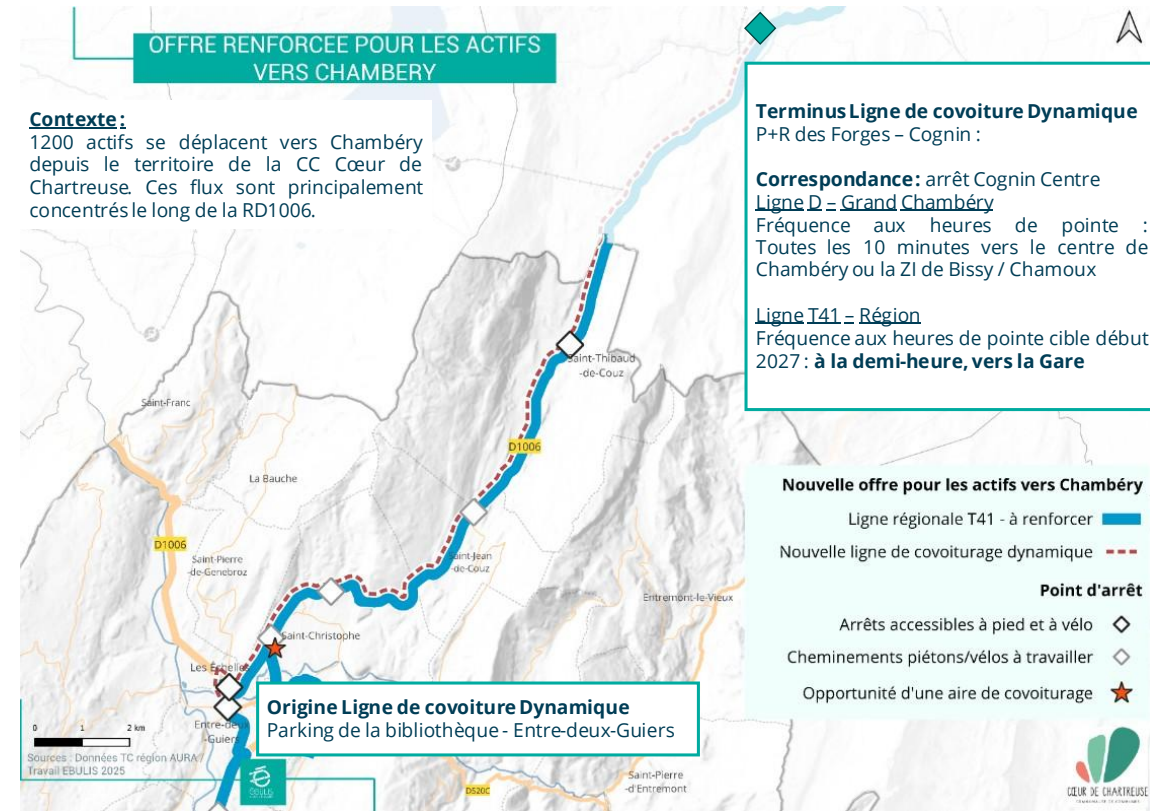 OFFRE RENFORCEE POUR LES ACTIFS
VERS CHAMBERY
Contexte :
1200 actifs se déplacent vers Chambéry
depuis le territoire de la CC Cœur de
Chartreuse. Ces flux sont principalement
concentrés le long de la RD1006.
Terminus Ligne de covoiture Dynamique
P+R des Forges – Cognin :
Correspondance : arrêt Cognin Centre
Ligne D – Grand Chambéry
Fréquence aux heures de pointe :
Toutes les 10 minutes vers le centre de
Chambéry ou la ZI de Bissy / Chamoux
Ligne T41 – Région
Fréquence aux heures de pointe cible début
2027 : à la demi-heure, vers la Gare
Saint-Thibaud
-de-Couz
Saint-Franc
D1006
La Bauche
D1006
Saint-Pierre
-de-Genebroz
Saint-Jean
-de-Couz
Entremont-le-Vieux
Saint-Christophe
Les Échelles
Entre-deux
-Guiers
Saint-Pierre
-d'Entremont
D520C
Nouvelle offre pour les actifs vers Chambéry
Ligne régionale T41 - à renforcer
Nouvelle ligne de covoiturage dynamique
Point d'arrêt
Arrêts accessibles à pied et à vélo
Cheminements piétons/vélos à travailler
Opportunité d'une aire de covoiturage
Origine Ligne de covoiture Dynamique
Parking de la bibliothèque - Entre-deux-Guiers
0 1 2 km
Sources : Données TC région AURA /
Travail EBULIS 2025
ÉBULIS
CŒUR DE CHARTREUSE
COMMUNAUTÉ DE COMMUNES